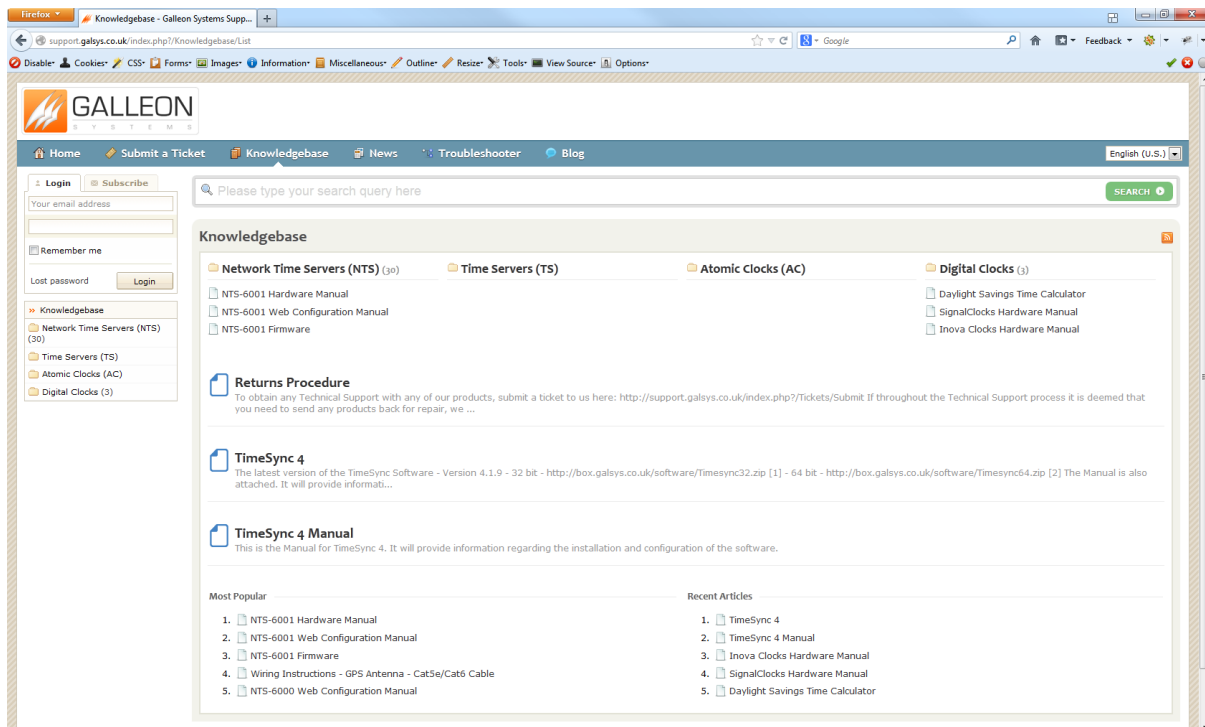 Firefox
Knowledgebase - Galleon Systems Supp...
support.galsys.co.uk/index.php?/Knowledgebase/List
Google
Feedback
Disable Cookies CSS Forms Images Information Miscellaneous Outline Resize Tools View Source Options
GALLEON
SYSTEMS
Home Submit a Ticket Knowledgebase News Troubleshooter Blog
English (U.S.)
Login Subscribe
Your email address
Remember me
Lost password Login
Knowledgebase
Network Time Servers (NTS)
(30)
Time Servers (TS)
Atomic Clocks (AC)
Digital Clocks (3)
Please type your search query here
SEARCH
Knowledgebase
Network Time Servers (NTS) (30) Time Servers (TS) Atomic Clocks (AC) Digital Clocks (3)
NTS-6001 Hardware Manual
NTS-6001 Web Configuration Manual
NTS-6001 Firmware
Daylight Savings Time Calculator
SignalClocks Hardware Manual
Inova Clocks Hardware Manual
Returns Procedure
To obtain any Technical Support with any of our products, submit a ticket to us here: http://support.galsys.co.uk/index.php?/Tickets/Submit If throughout the Technical Support process it is deemed that
you need to send any products back for repair, we ...
TimeSync 4
The latest version of the TimeSync Software - Version 4.1.9 - 32 bit - http://box.galsys.co.uk/software/Timesync32.zip [1] - 64 bit - http://box.galsys.co.uk/software/Timesync64.zip [2] The Manual is also
attached. It will provide informati...
TimeSync 4 Manual
This is the Manual for TimeSync 4. It will provide information regarding the installation and configuration of the software.
Most Popular
1. NTS-6001 Hardware Manual
2. NTS-6001 Web Configuration Manual
3. NTS-6001 Firmware
4. Wiring Instructions - GPS Antenna - Cat5e/Cat6 Cable
5. NTS-6000 Web Configuration Manual
Recent Articles
1. TimeSync 4
2. TimeSync 4 Manual
3. Inova Clocks Hardware Manual
4. SignalClocks Hardware Manual
5. Daylight Savings Time Calculator